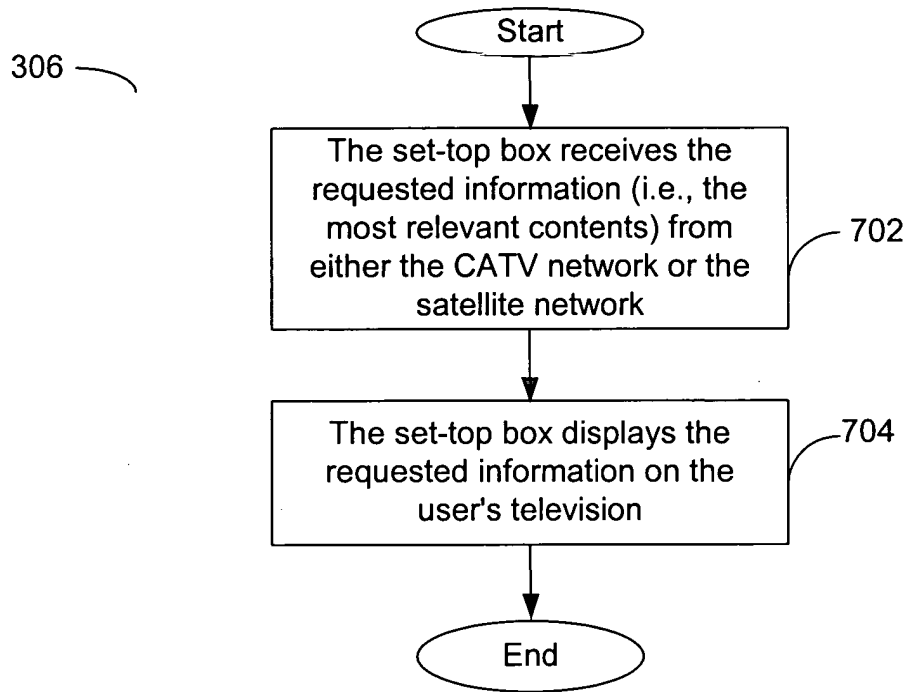 Start
306
The set-top box receives the
requested information (i.e., the
most relevant contents) from
either the CATV network or the
satellite network
702
The set-top box displays the
requested information on the
user's television
704
End